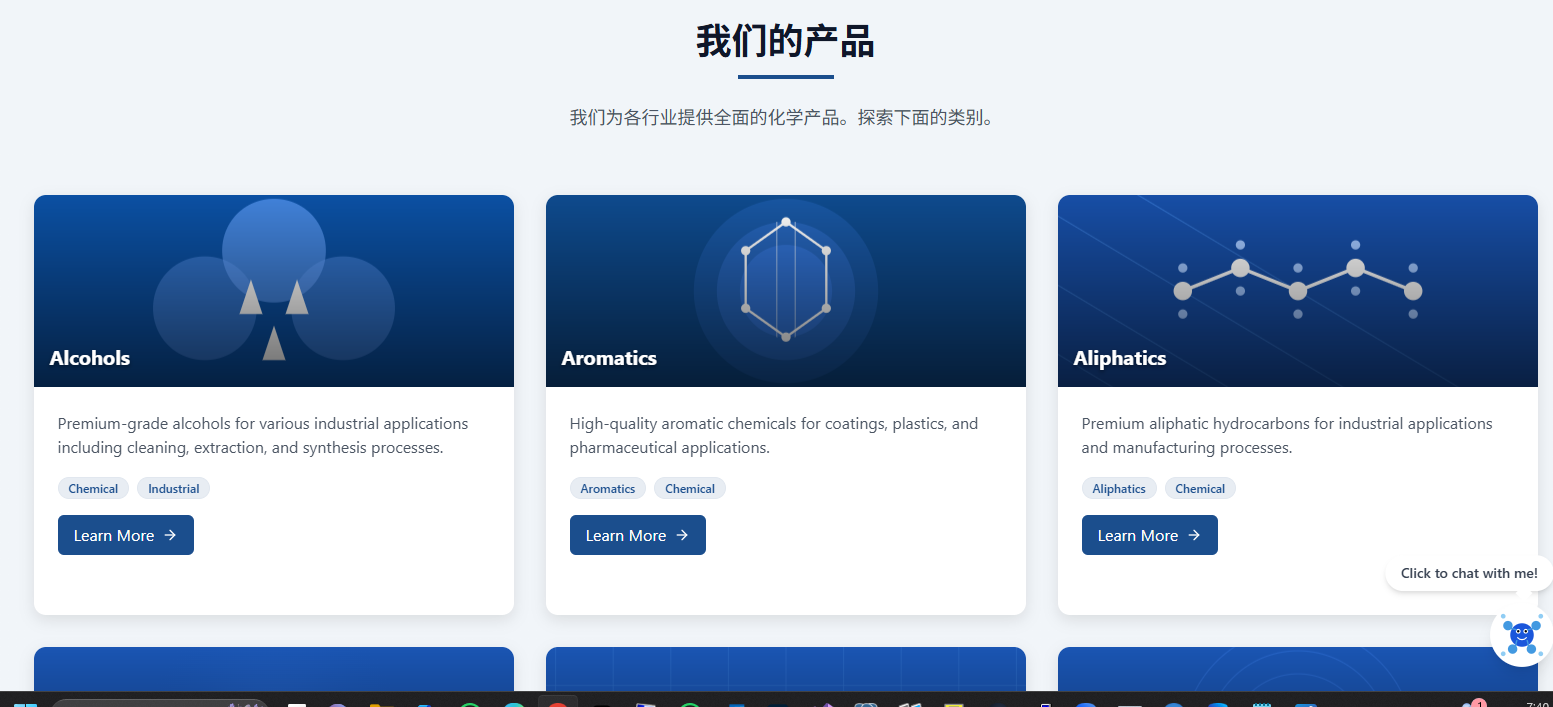 我们的产品
我们为各行业提供全面的化学产品。探索下面的类别。
Alcohols
Premium-grade alcohols for various industrial applications
including cleaning, extraction, and synthesis processes.
Chemical
Industrial
Learn More →
Aromatics
High-quality aromatic chemicals for coatings, plastics, and
pharmaceutical applications.
Aromatics
Chemical
Learn More →
Aliphatics
Premium aliphatic hydrocarbons for industrial applications
and manufacturing processes.
Aliphatics
Chemical
Learn More →
Click to chat with me!
1